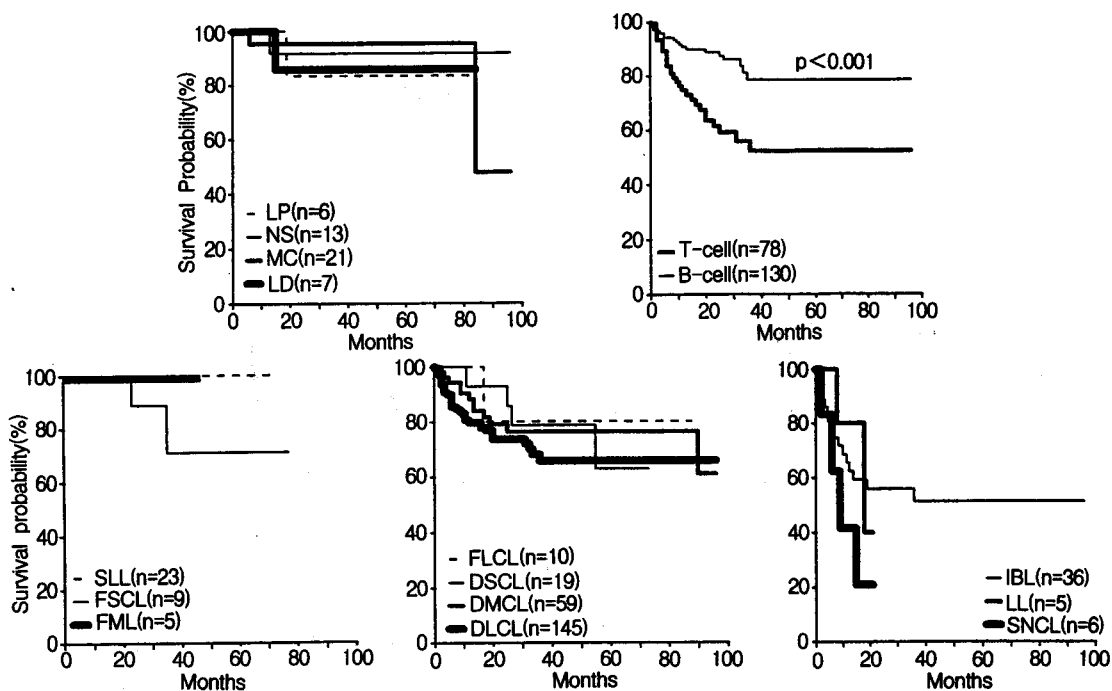 Survival Probability(%)
100
80
60
40
20
0
LP(n=6)
NS(n=13)
MC(n=21)
LD(n=7)
0 20 40 60 80 100
Months
100
80
60
40
20
0
p<0.001
T-cell(n=78)
B-cell(n=130)
0 20 40 60 80 100
Months
Survival probability(%)
100
80
60
40
20
0
SLL(n=23)
FSCL(n=9)
FML(n=5)
0 20 40 60 80 100
Months
100
80
60
40
20
0
FLCL(n=10)
DSCL(n=19)
DMCL(n=59)
DLCL(n=145)
0 20 40 60 80 100
Months
100
80
60
40
20
0
IBL(n=36)
LL(n=5)
SNCL(n=6)
0 20 40 60 80 100
Months